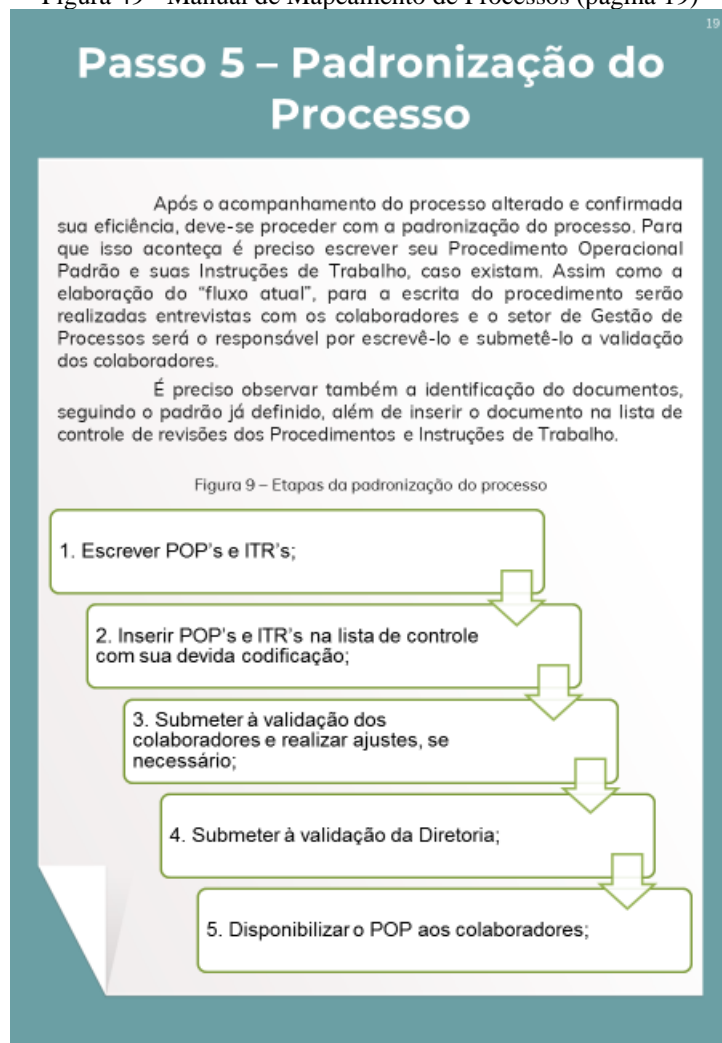 Figura 49 - Manual de Mapeamento de Processos (página 19)
19
Passo 5 – Padronização do
Processo
Após o acompanhamento do processo alterado e confirmada
sua eficiência, deve-se proceder com a padronização do processo. Para
que isso aconteça é preciso escrever seu Procedimento Operacional
Padrão e suas Instruções de Trabalho, caso existam. Assim como a
elaboração do “fluxo atual”, para a escrita do procedimento serão
realizadas entrevistas com os colaboradores e o setor de Gestão de
Processos será o responsável por escrevê-lo e submetê-lo a validação
dos colaboradores.
É preciso observar também a identificação do documentos,
seguindo o padrão já definido, além de inserir o documento na lista de
controle de revisões dos Procedimentos e Instruções de Trabalho.
Figura 9 – Etapas da padronização do processo
1. Escrever POP's e ITR's;
2. Inserir POP's e ITR's na lista de controle
com sua devida codificação;
3. Submeter à validação dos
colaboradores e realizar ajustes, se
necessário;
4. Submeter à validação da Diretoria;
5. Disponibilizar o POP aos colaboradores;